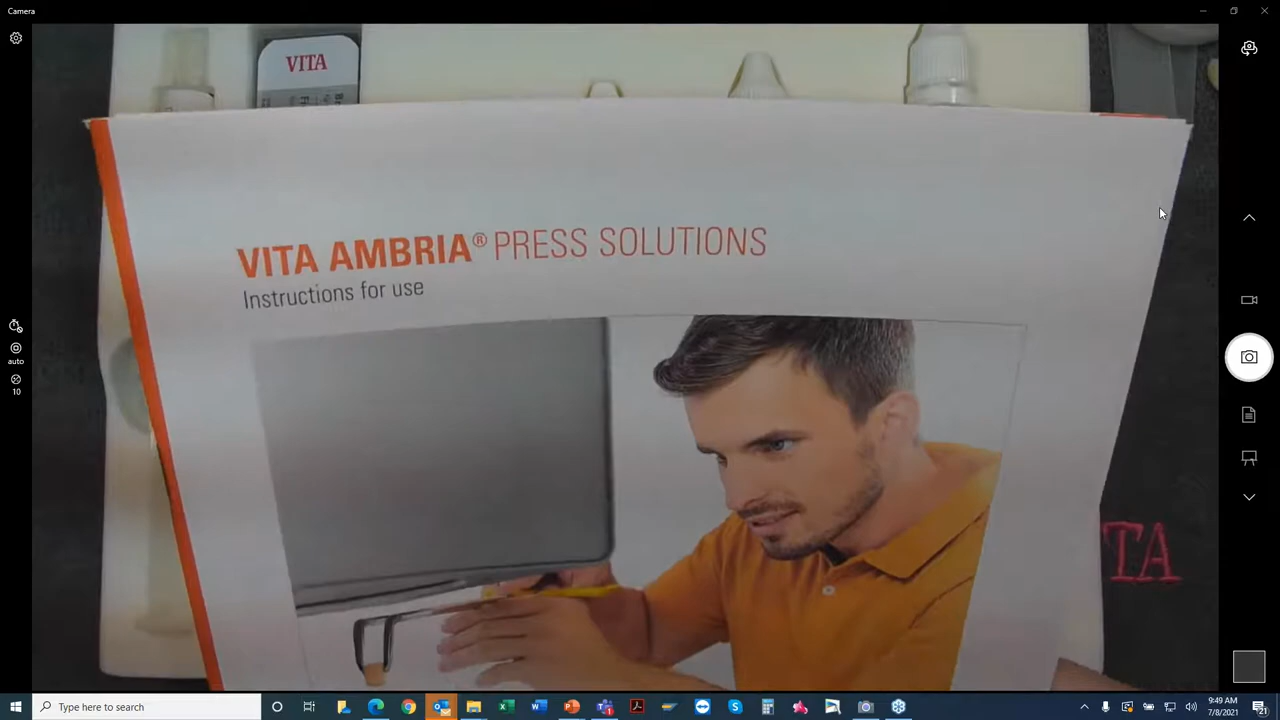 Camera
VITA
VITA AMBRIA® PRESS SOLUTIONS
Instructions for use
TA
auto
10
Type here to search
9:49 AM
7/8/2021